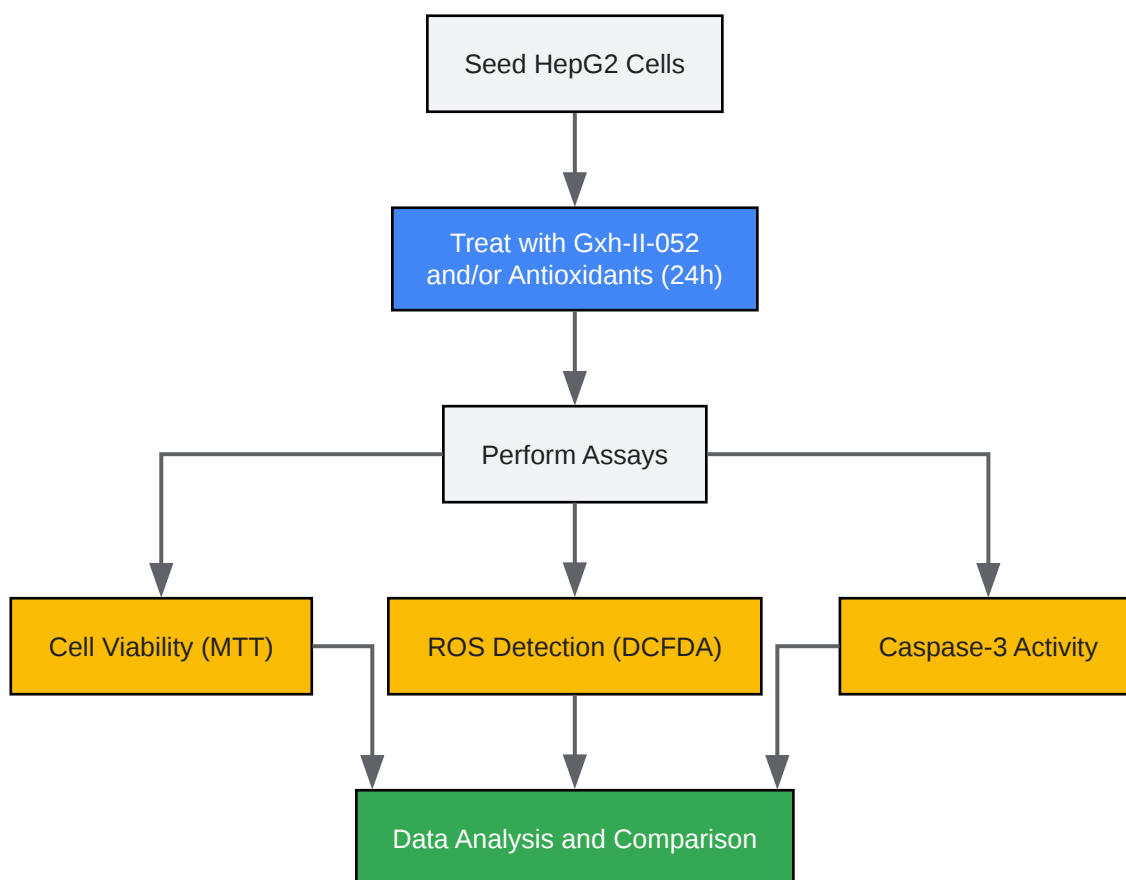 Seed HepG2 Cells
Treat with Gxh-II-052
and/or Antioxidants (24h)
Perform Assays
Cell Viability (MTT)
ROS Detection (DCFDA)
Caspase-3 Activity
Data Analysis and Comparison